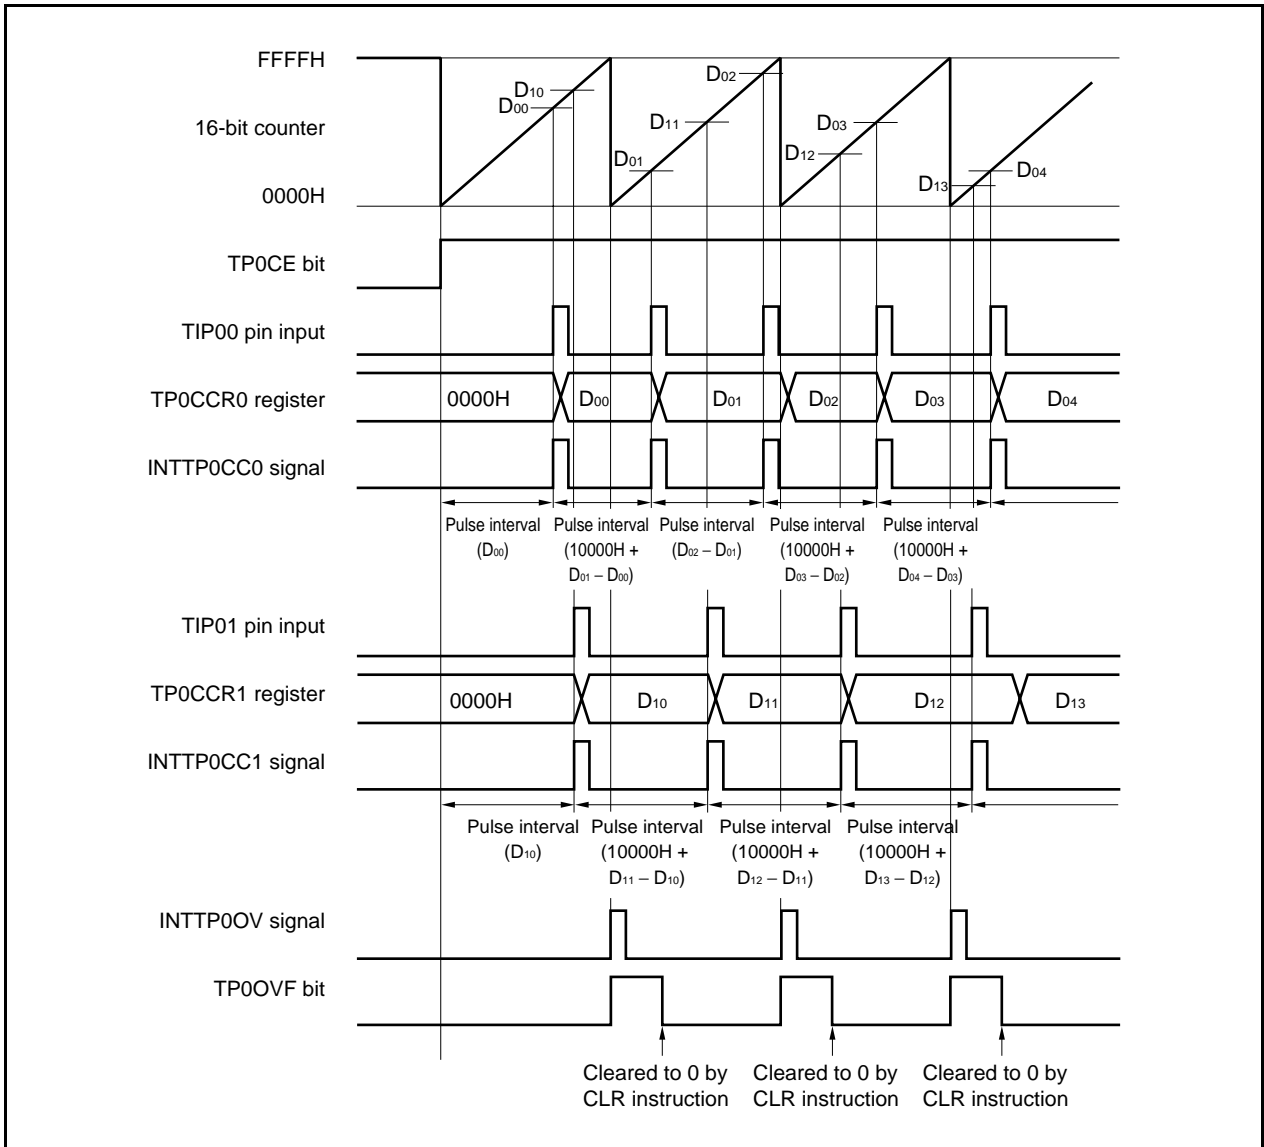 FFFFH
16-bit counter
0000H
D10
D00
D01
D11
D02
D12
D03
D13
D04
TP0CE bit
TIP00 pin input
TP0CCR0 register
0000H
D00
D01
D02
D03
D04
INTTP0CC0 signal
Pulse interval
(D00)
Pulse interval
(10000H +
D01 – D00)
Pulse interval
(D02 – D01)
Pulse interval
(10000H +
D03 – D02)
Pulse interval
(10000H +
D04 – D03)
TIP01 pin input
TP0CCR1 register
0000H
D10
D11
D12
D13
INTTP0CC1 signal
Pulse interval
(D10)
Pulse interval
(10000H +
D11 – D10)
Pulse interval
(10000H +
D12 – D11)
Pulse interval
(10000H +
D13 – D12)
INTTP0OV signal
TP0OVF bit
Cleared to 0 by
CLR instruction
Cleared to 0 by
CLR instruction
Cleared to 0 by
CLR instruction